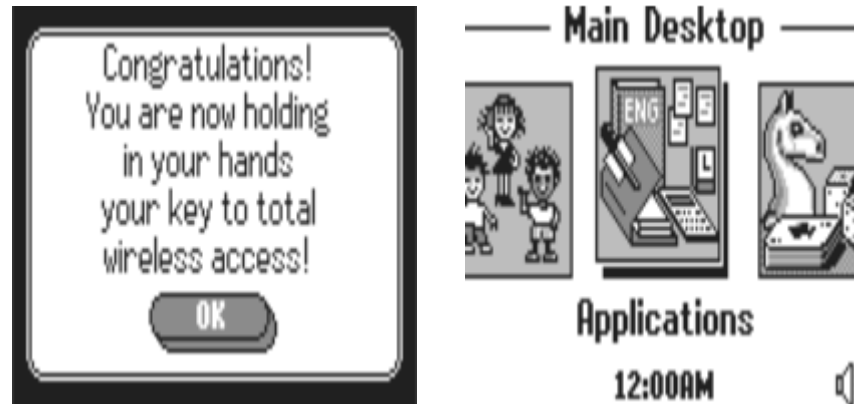 Congratulations!
You are now holding
in your hands
your key to total
wireless access!
OK
Main Desktop
ENG
L
Applications
12:00AM